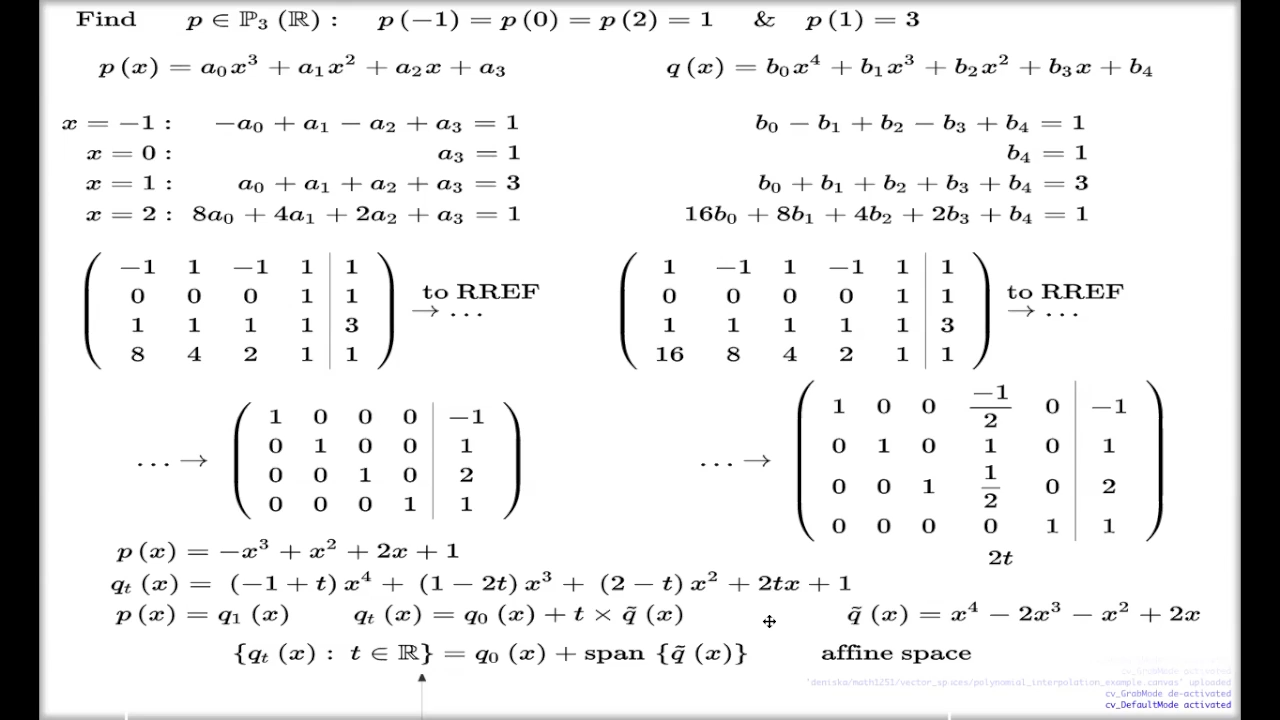 Find p ∈ ℙ₃ (ℝ) : p (−1) = p (0) = p (2) = 1 & p (1) = 3
p (x) = a₀x³ + a₁x² + a₂x + a₃ q (x) = b₀x⁴ + b₁x³ + b₂x² + b₃x + b₄
x = −1 : −a₀ + a₁ − a₂ + a₃ = 1 b₀ − b₁ + b₂ − b₃ + b₄ = 1
x = 0 : a₃ = 1 b₄ = 1
x = 1 : a₀ + a₁ + a₂ + a₃ = 3 b₀ + b₁ + b₂ + b₃ + b₄ = 3
x = 2 : 8a₀ + 4a₁ + 2a₂ + a₃ = 1 16b₀ + 8b₁ + 4b₂ + 2b₃ + b₄ = 1
−1 1 −1 1 | 1
0 0 0 1 | 1
1 1 1 1 | 3
8 4 2 1 | 1
to RREF
→ ...
1 −1 1 −1 1 | 1
0 0 0 0 1 | 1
1 1 1 1 1 | 3
16 8 4 2 1 | 1
to RREF
→ ...
... →
1 0 0 0 | −1
0 1 0 0 | 1
0 0 1 0 | 2
0 0 0 1 | 1
... →
1 0 0 −1/2 0 | −1
0 1 0 1 0 | 1
0 0 1 1/2 0 | 2
0 0 0 0 1 | 1
2t
p (x) = −x³ + x² + 2x + 1
qₜ (x) = (−1 + t) x⁴ + (1 − 2t) x³ + (2 − t) x² + 2tx + 1
p (x) = q₁ (x) qₜ (x) = q₀ (x) + t × q̃ (x) q̃ (x) = x⁴ − 2x³ − x² + 2x
{qₜ (x) : t ∈ ℝ} = q₀ (x) + span {q̃ (x)} affine space
cv_GrabMode activated
'deniska/math1251/vector_spaces/polynomial_interpolation_example.canvas' uploaded
cv_GrabMode de-activated
cv_DefaultMode activated